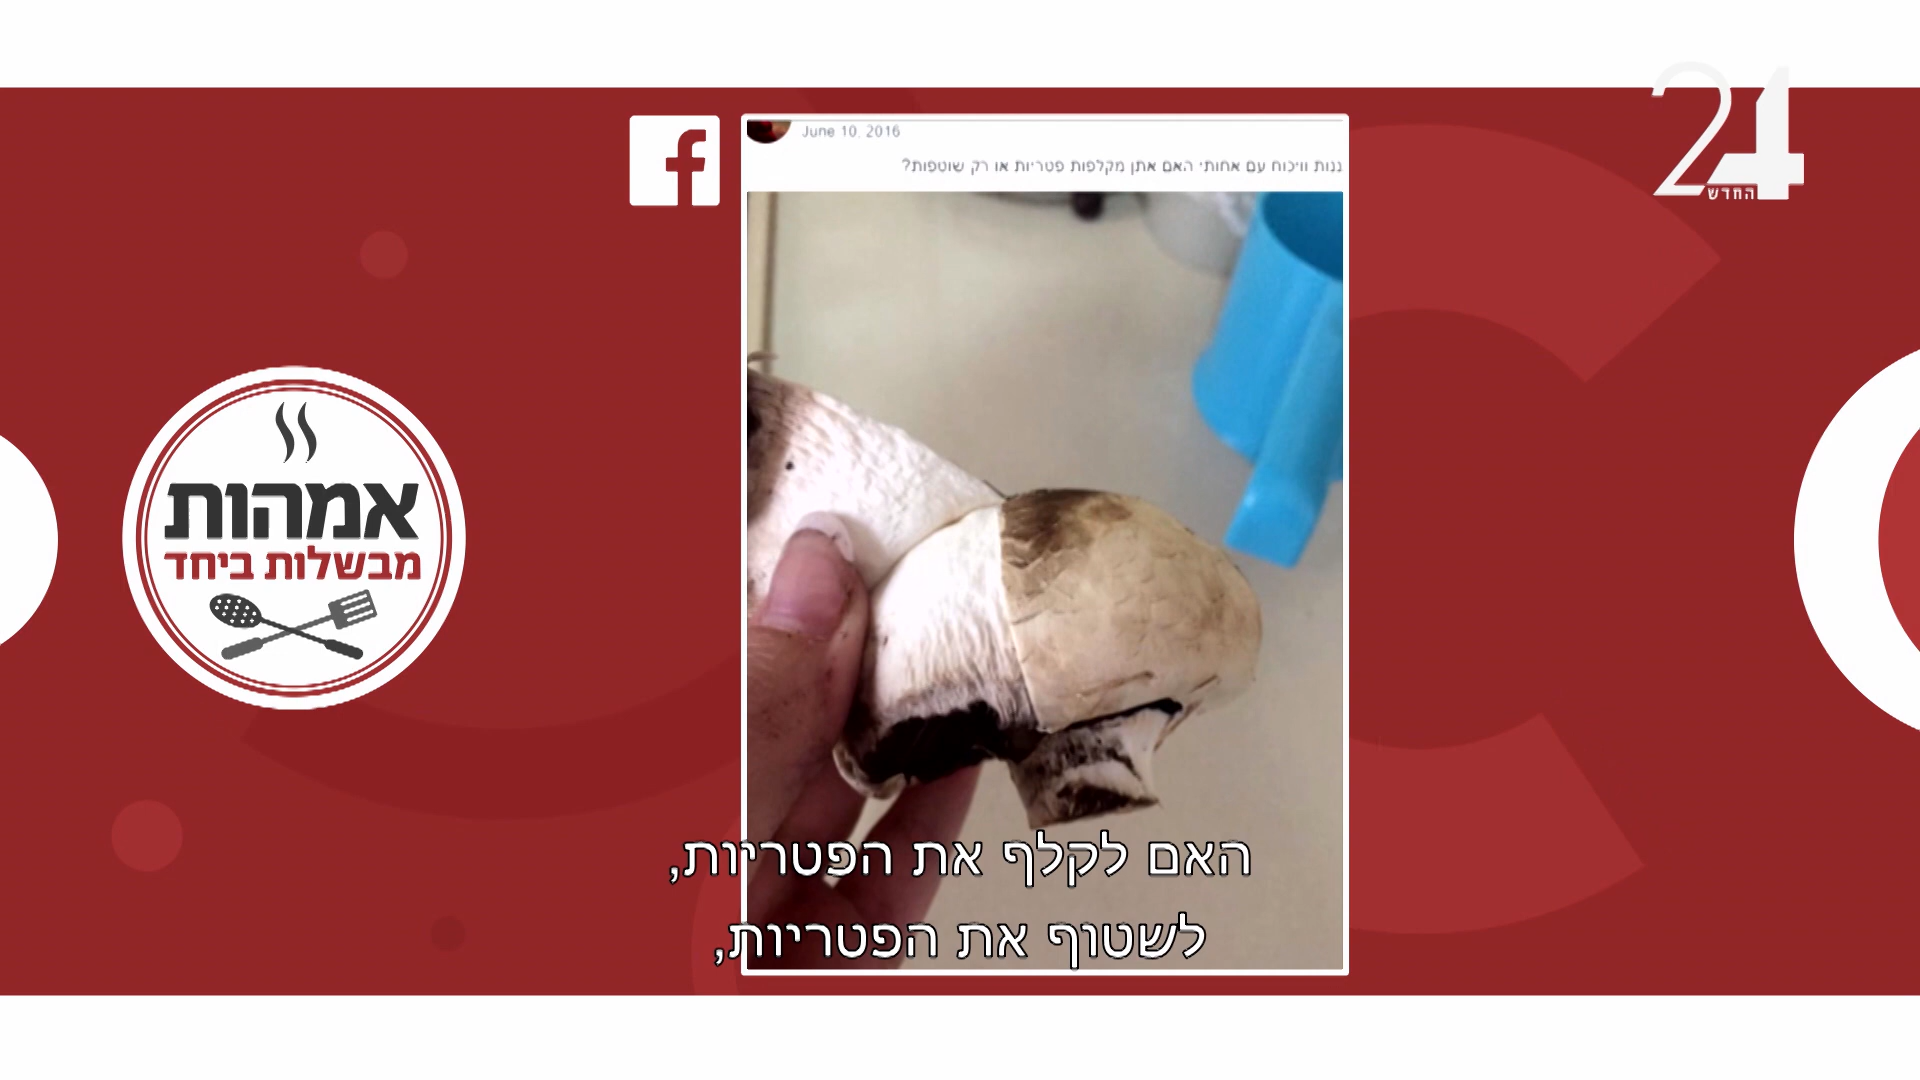 24
החדש
June 10, 2016
בנות וויכוח עם אחותי האם אתן מקלפות פטריות או רק שוטפות?
אמהות
מבשלות ביחד
האם לקלף את הפטריות,
לשטוף את הפטריות,